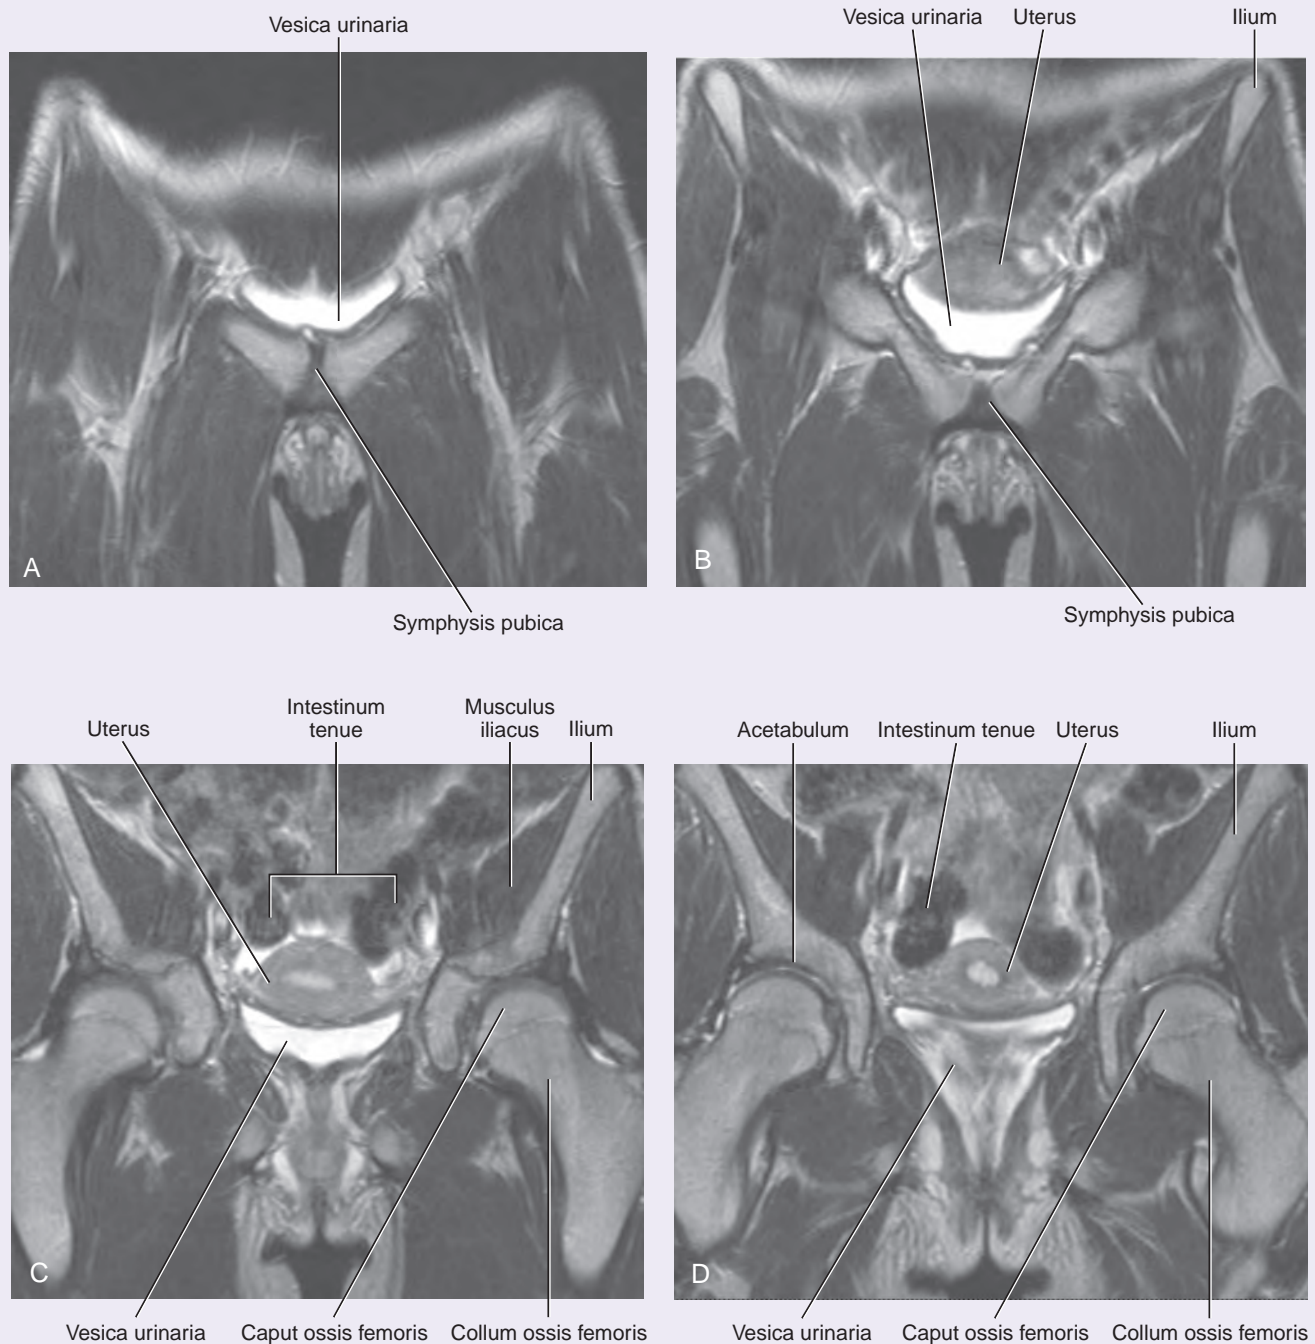 Vesica urinaria
Vesica urinaria Uterus Ilium
A
B
Symphysis pubica
Symphysis pubica
Uterus
Intestinum
tenue
Musculus
iliacus
Ilium
Acetabulum Intestinum tenue Uterus Ilium
C
D
Vesica urinaria Caput ossis femoris Collum ossis femoris
Vesica urinaria Caput ossis femoris Collum ossis femoris